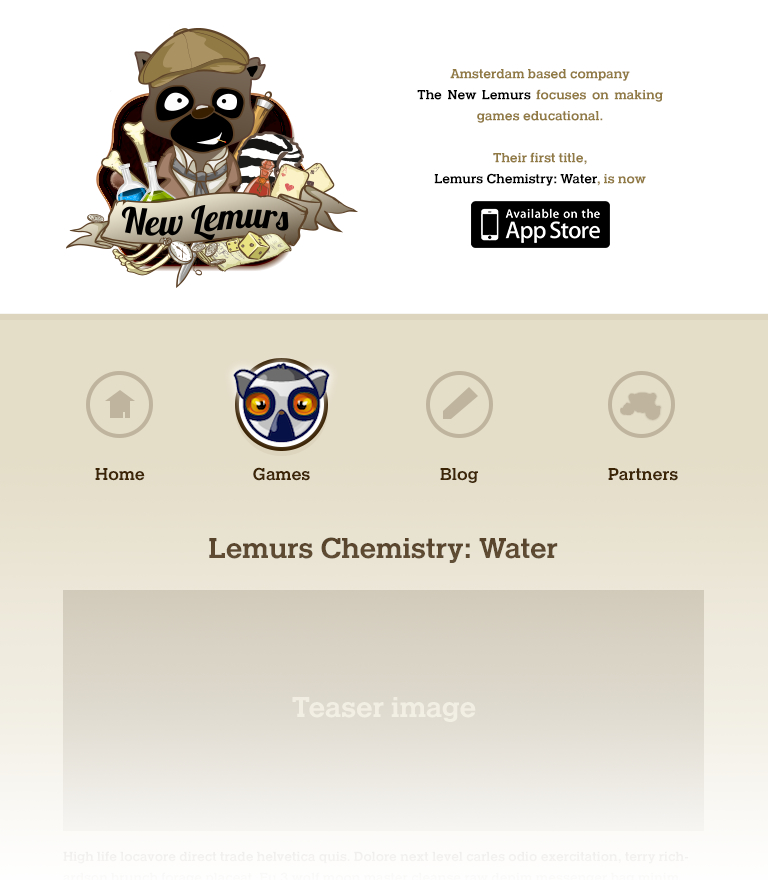 New Lemurs
Amsterdam based company
The New Lemurs focuses on making
games educational.
Their first title,
Lemurs Chemistry: Water, is now
Available on the
App Store
Home
Games
Blog
Partners
Lemurs Chemistry: Water
Teaser image
High life locavore direct trade helvetica quis. Dolore next level carles odio exercitation, terry rich-